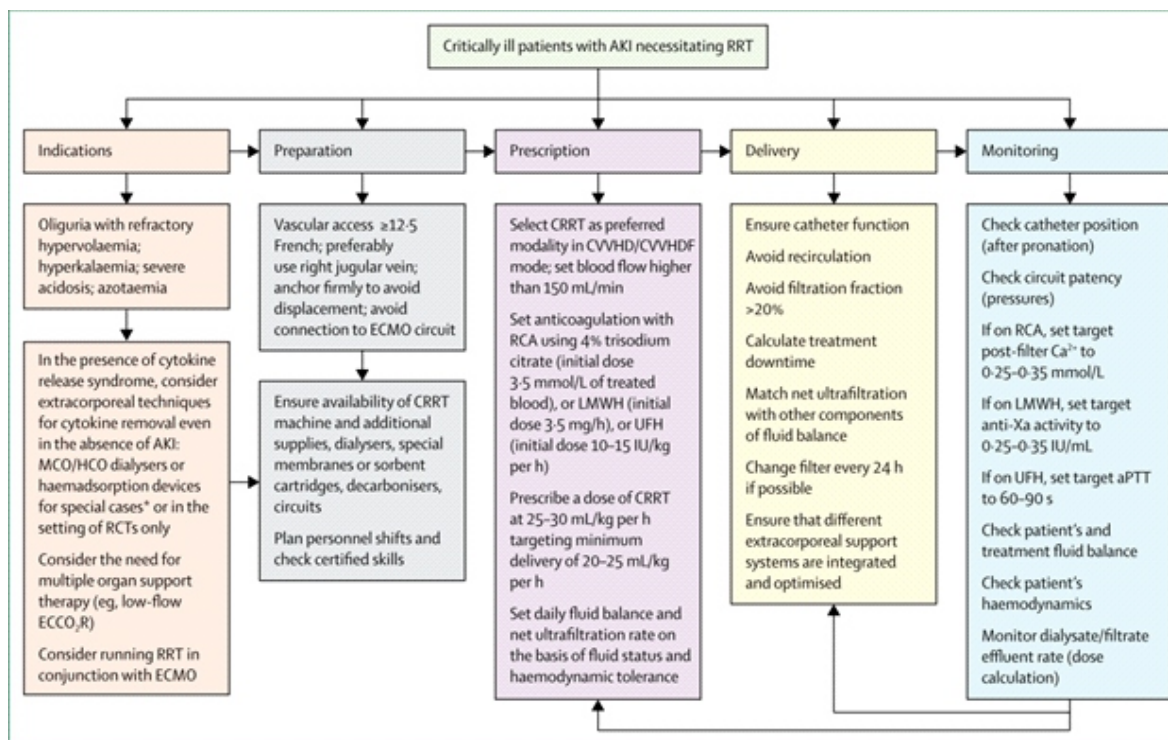 Critically ill patients with AKI necessitating RRT
Indications
Preparation
Prescription
Delivery
Monitoring
Oliguria with refractory
hypervolaemia;
hyperkalaemia; severe
acidosis; azotaemia
In the presence of cytokine
release syndrome, consider
extracorporeal techniques
for cytokine removal even
in the absence of AKI:
MCO/HCO dialysers or
haemadsorption devices
for special cases* or in the
setting of RCTs only
Consider the need for
multiple organ support
therapy (eg, low-flow
ECCO₂R)
Consider running RRT in
conjunction with ECMO
Vascular access ≥12·5
French; preferably
use right jugular vein;
anchor firmly to avoid
displacement; avoid
connection to ECMO circuit
Ensure availability of CRRT
machine and additional
supplies, dialysers, special
membranes or sorbent
cartridges, decarbonisers,
circuits
Plan personnel shifts and
check certified skills
Select CRRT as preferred
modality in CVVHD/CVVHDF
mode; set blood flow higher
than 150 mL/min
Set anticoagulation with
RCA using 4% trisodium
citrate (initial dose
3·5 mmol/L of treated
blood), or LMWH (initial
dose 3·5 mg/h), or UFH
(initial dose 10–15 IU/kg
per h)
Prescribe a dose of CRRT
at 25–30 mL/kg per h
targeting minimum
delivery of 20–25 mL/kg
per h
Set daily fluid balance and
net ultrafiltration rate on
the basis of fluid status and
haemodynamic tolerance
Ensure catheter function
Avoid recirculation
Avoid filtration fraction
>20%
Calculate treatment
downtime
Match net ultrafiltration
with other components
of fluid balance
Change filter every 24 h
if possible
Ensure that different
extracorporeal support
systems are integrated
and optimised
Check catheter position
(after pronation)
Check circuit patency
(pressures)
If on RCA, set target
post-filter Ca²⁺ to
0·25–0·35 mmol/L
If on LMWH, set target
anti-Xa activity to
0·25–0·35 IU/mL
If on UFH, set target aPTT
to 60–90 s
Check patient's and
treatment fluid balance
Check patient's
haemodynamics
Monitor dialysate/filtrate
effluent rate (dose
calculation)